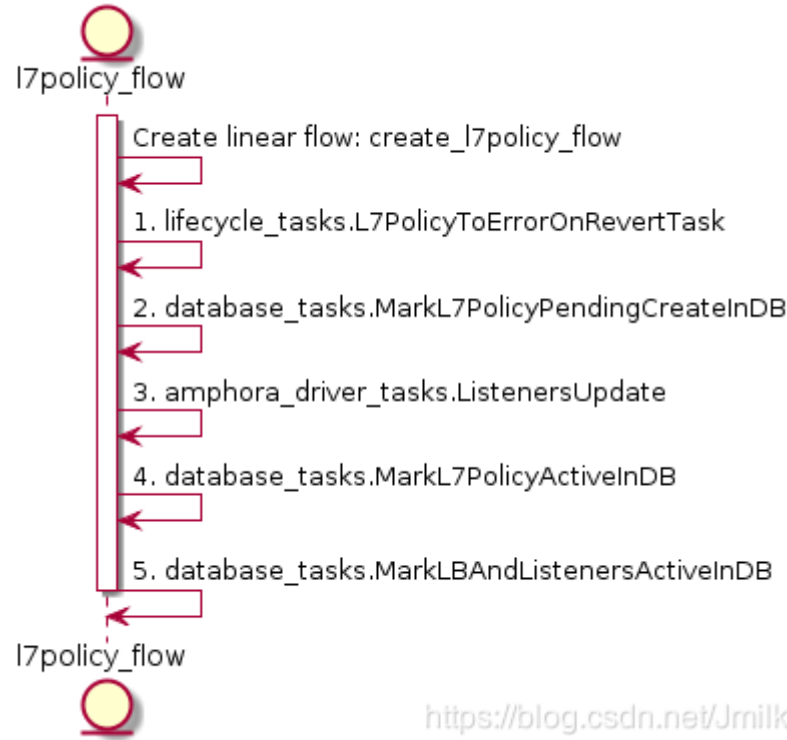 l7policy_flow
Create linear flow: create_l7policy_flow
1. lifecycle_tasks.L7PolicyToErrorOnRevertTask
2. database_tasks.MarkL7PolicyPendingCreateInDB
3. amphora_driver_tasks.ListenersUpdate
4. database_tasks.MarkL7PolicyActiveInDB
5. database_tasks.MarkLBAndListenersActiveInDB
l7policy_flow
https://blog.csdn.net/Jmilk